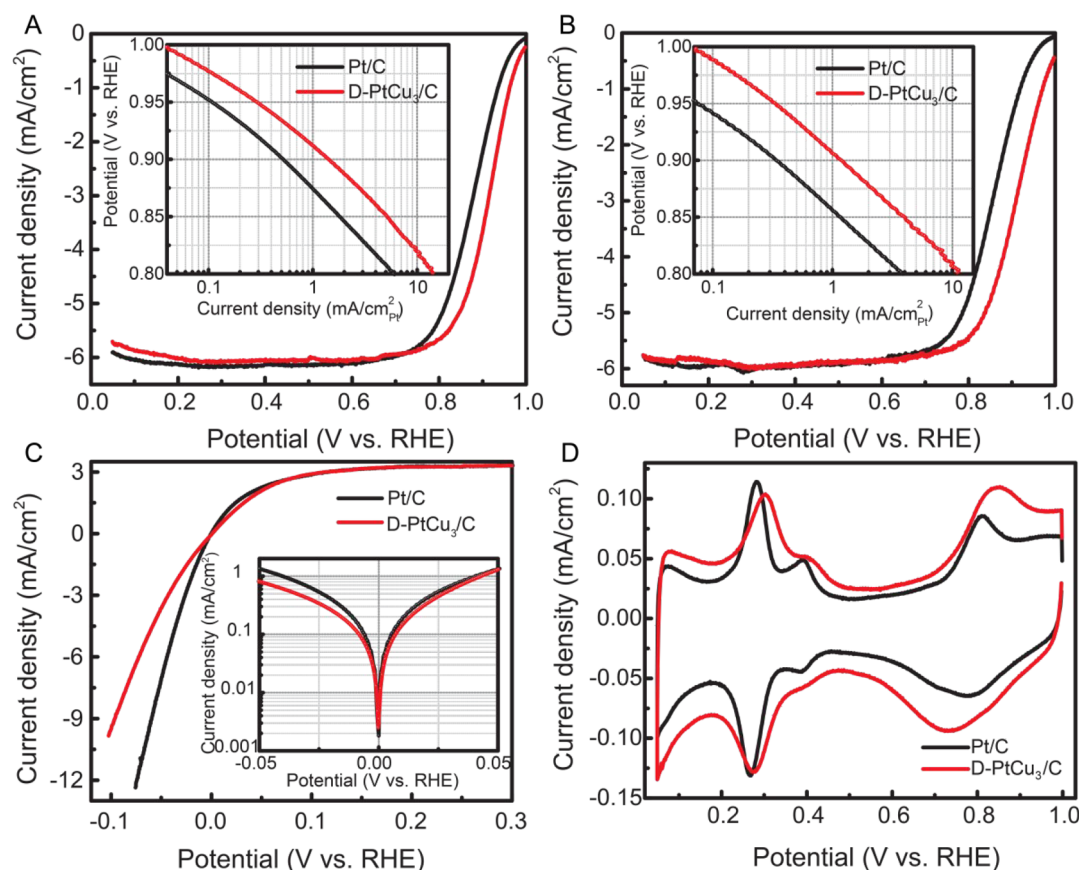 A
Current density (mA/cm²)
0
-1
-2
-3
-4
-5
-6
0.0 0.2 0.4 0.6 0.8 1.0
Potential (V vs. RHE)
Potential (V vs. RHE)
1.00
0.95
0.90
0.85
0.80
0.1 1 10
Current density (mA/cm²Pt)
Pt/C
D-PtCu₃/C
B
Current density (mA/cm²)
0
-1
-2
-3
-4
-5
-6
0.0 0.2 0.4 0.6 0.8 1.0
Potential (V vs. RHE)
Potential (V vs. RHE)
1.00
0.95
0.90
0.85
0.80
0.1 1 10
Current density (mA/cm²Pt)
Pt/C
D-PtCu₃/C
C
Current density (mA/cm²)
3
0
-3
-6
-9
-12
-0.1 0.0 0.1 0.2 0.3
Potential (V vs. RHE)
Pt/C
D-PtCu₃/C
Current density (mA/cm²)
1
0.1
0.01
0.001
-0.05 0.00 0.05
Potential (V vs. RHE)
D
Current density (mA/cm²)
0.10
0.05
0.00
-0.05
-0.10
-0.15
0.2 0.4 0.6 0.8 1.0
Potential (V vs. RHE)
Pt/C
D-PtCu₃/C